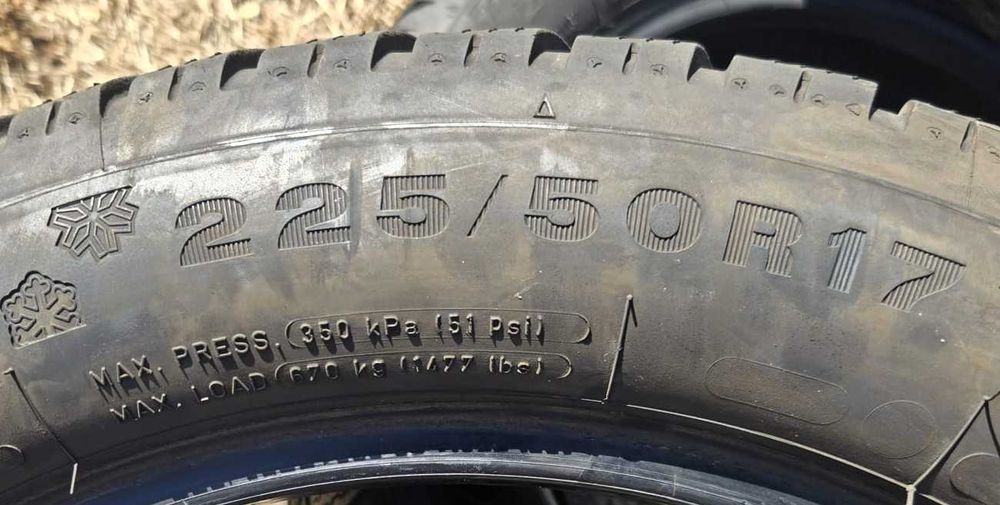 225/50R17
MAX. PRESS. 350 kPa (51 Psi)
MAX. LOAD 670 kg (1477 lbs)